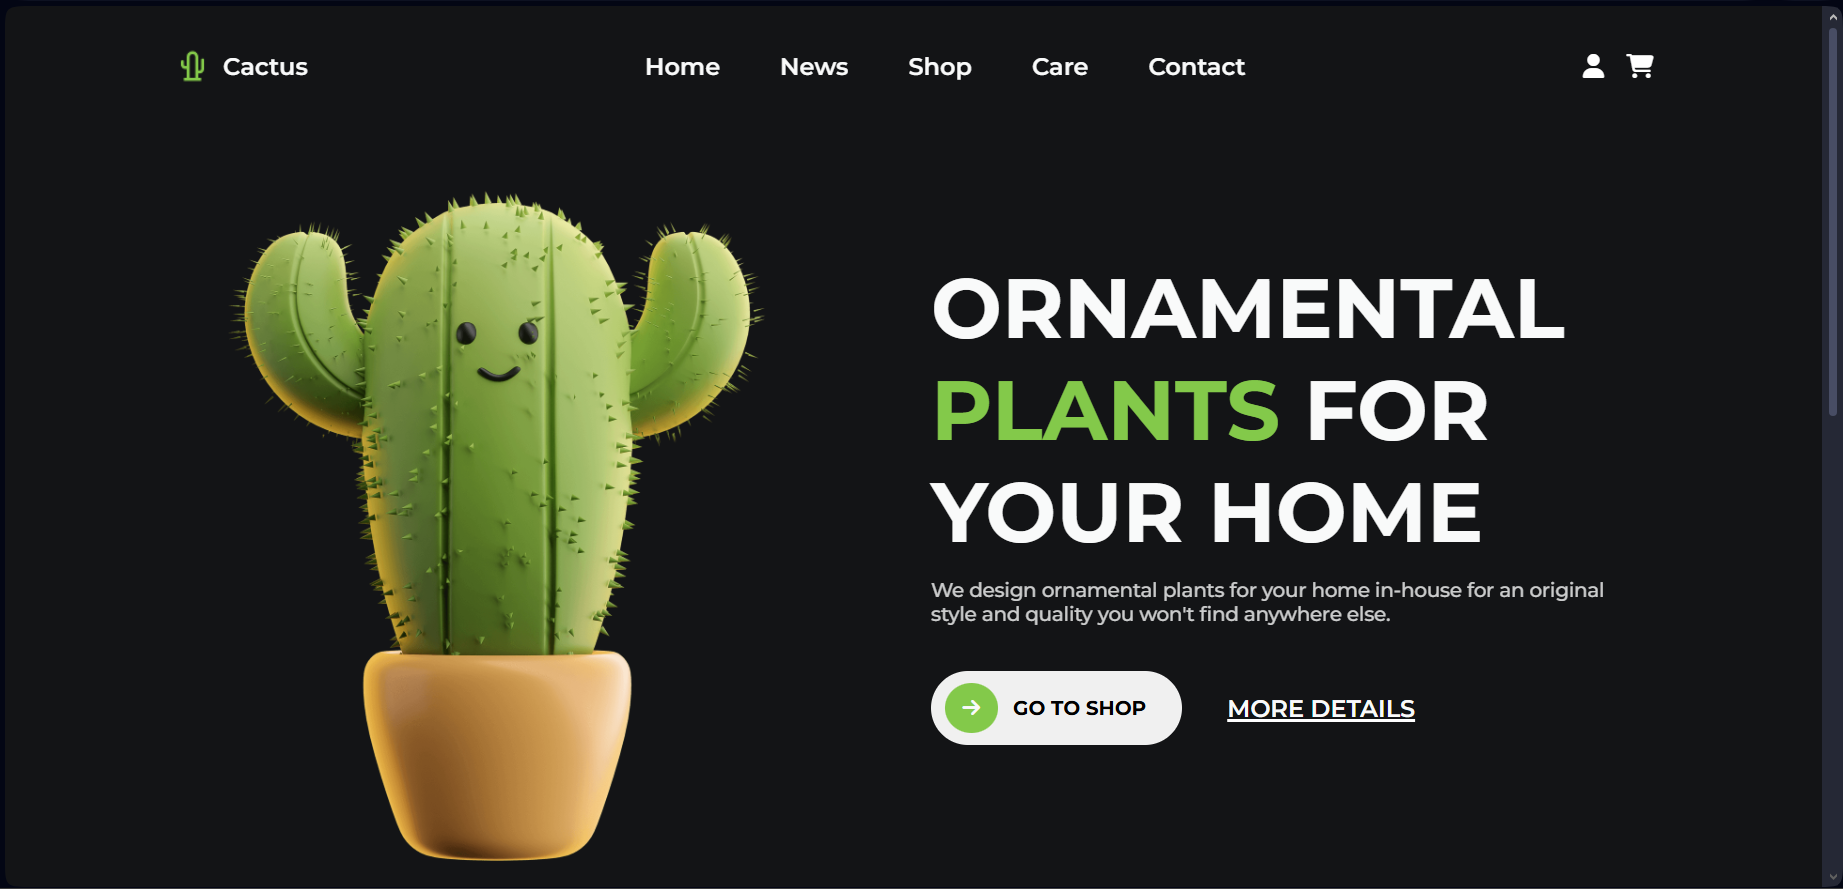 Cactus
Home
News
Shop
Care
Contact
ORNAMENTAL
PLANTS FOR
YOUR HOME
We design ornamental plants for your home in-house for an original
style and quality you won't find anywhere else.
GO TO SHOP
MORE DETAILS